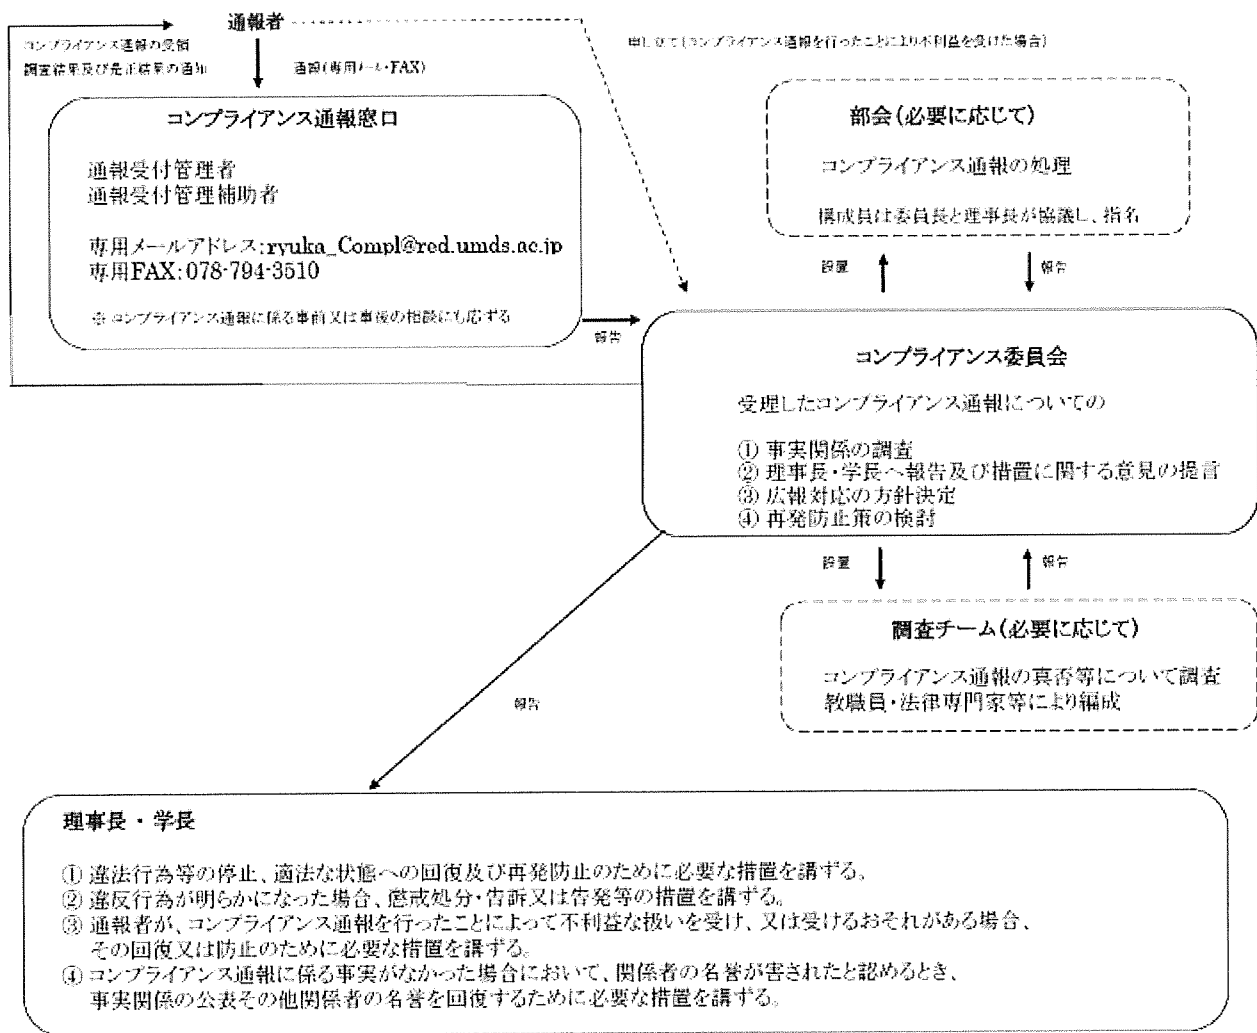 通報者
コンプライアンス通報の受領
調査結果及び是正結果の通知
通報(専用メール・FAX)
申し立て(コンプライアンス通報を行ったことにより不利益を受けた場合)
コンプライアンス通報窓口
通報受付管理者
通報受付管理補助者
専用メールアドレス:ryuka_Compl@red.umds.ac.jp
専用FAX:078-794-3510
※ コンプライアンス通報に係る事前又は事後の相談にも応ずる
報告
部会(必要に応じて)
コンプライアンス通報の処理
構成員は委員長と理事長が協議し、指名
設置
報告
コンプライアンス委員会
受理したコンプライアンス通報についての
① 事実関係の調査
② 理事長・学長へ報告及び措置に関する意見の提言
③ 広報対応の方針決定
④ 再発防止策の検討
設置
報告
調査チーム(必要に応じて)
コンプライアンス通報の真否等について調査
教職員・法律専門家等により編成
報告
理事長・学長
① 違法行為等の停止、適法な状態への回復及び再発防止のために必要な措置を講ずる。
② 違反行為が明らかになった場合、懲戒処分・告訴又は告発等の措置を講ずる。
③ 通報者が、コンプライアンス通報を行ったことによって不利益な扱いを受け、又は受けるおそれがある場合、
その回復又は防止のために必要な措置を講ずる。
④ コンプライアンス通報に係る事実がなかった場合において、関係者の名誉が害されたと認めるとき、
事実関係の公表その他関係者の名誉を回復するために必要な措置を講ずる。